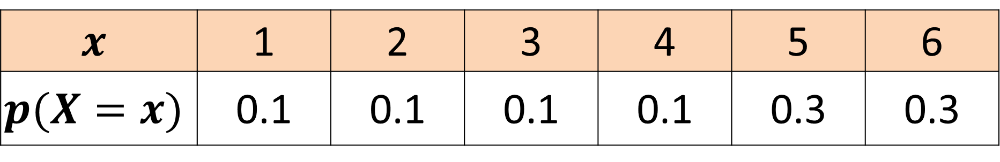 x 1 2 3 4 5 6
p(X = x) 0.1 0.1 0.1 0.1 0.3 0.3